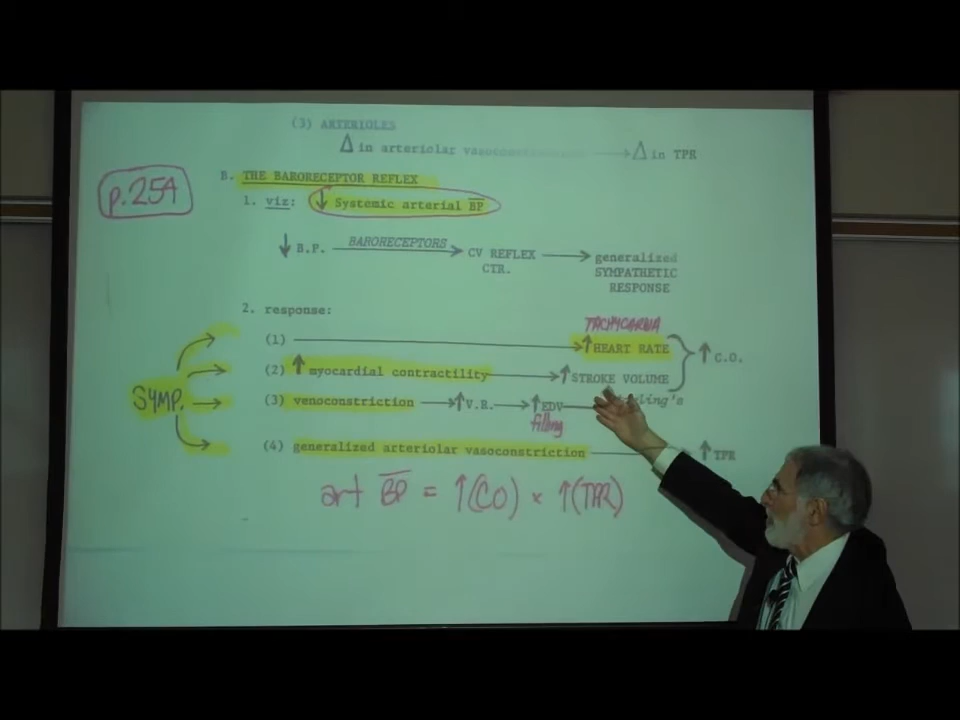 (3) ARTERIOLES
Δ in arteriolar vasoconstriction → Δ in TPR
p.254
B. THE BARORECEPTOR REFLEX
1. viz: ↓ Systemic arterial BP
↓ B.P. BARORECEPTORS → CV REFLEX CTR. → generalized SYMPATHETIC RESPONSE
2. response:
TACHYCARDIA
(1) → ↑ HEART RATE
↑ C.O.
(2) ↑ myocardial contractility → ↑ STROKE VOLUME
SYMP.
(3) venoconstriction → ↑ V.R. → ↑ EDV
filling
(4) generalized arteriolar vasoconstriction ↑ TPR
art BP = ↑(CO) × ↑(TPR)